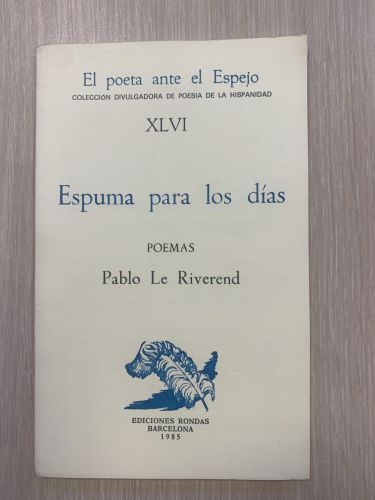 El poeta ante el Espejo
COLECCIÓN DIVULGADORA DE POESIA DE LA HISPANIDAD
XLVI
Espuma para los días
POEMAS
Pablo Le Riverend
EDICIONES RONDAS
BARCELONA
1985